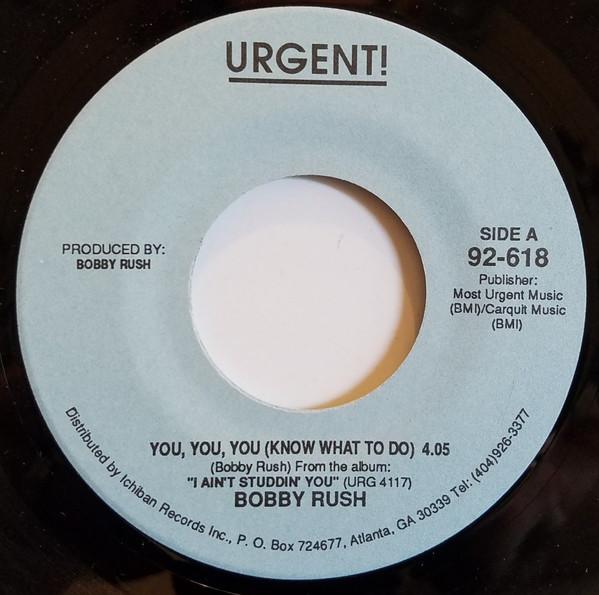 URGENT!
PRODUCED BY:
BOBBY RUSH
SIDE A
92-618
Publisher:
Most Urgent Music
(BMI)/Carquit Music
(BMI)
YOU, YOU, YOU (KNOW WHAT TO DO) 4.05
(Bobby Rush) From the album:
"I AIN'T STUDDIN' YOU" (URG 4117)
BOBBY RUSH
Distributed by Ichiban Records Inc., P. O. Box 724677, Atlanta, GA 30339 Tel: (404)926-3377